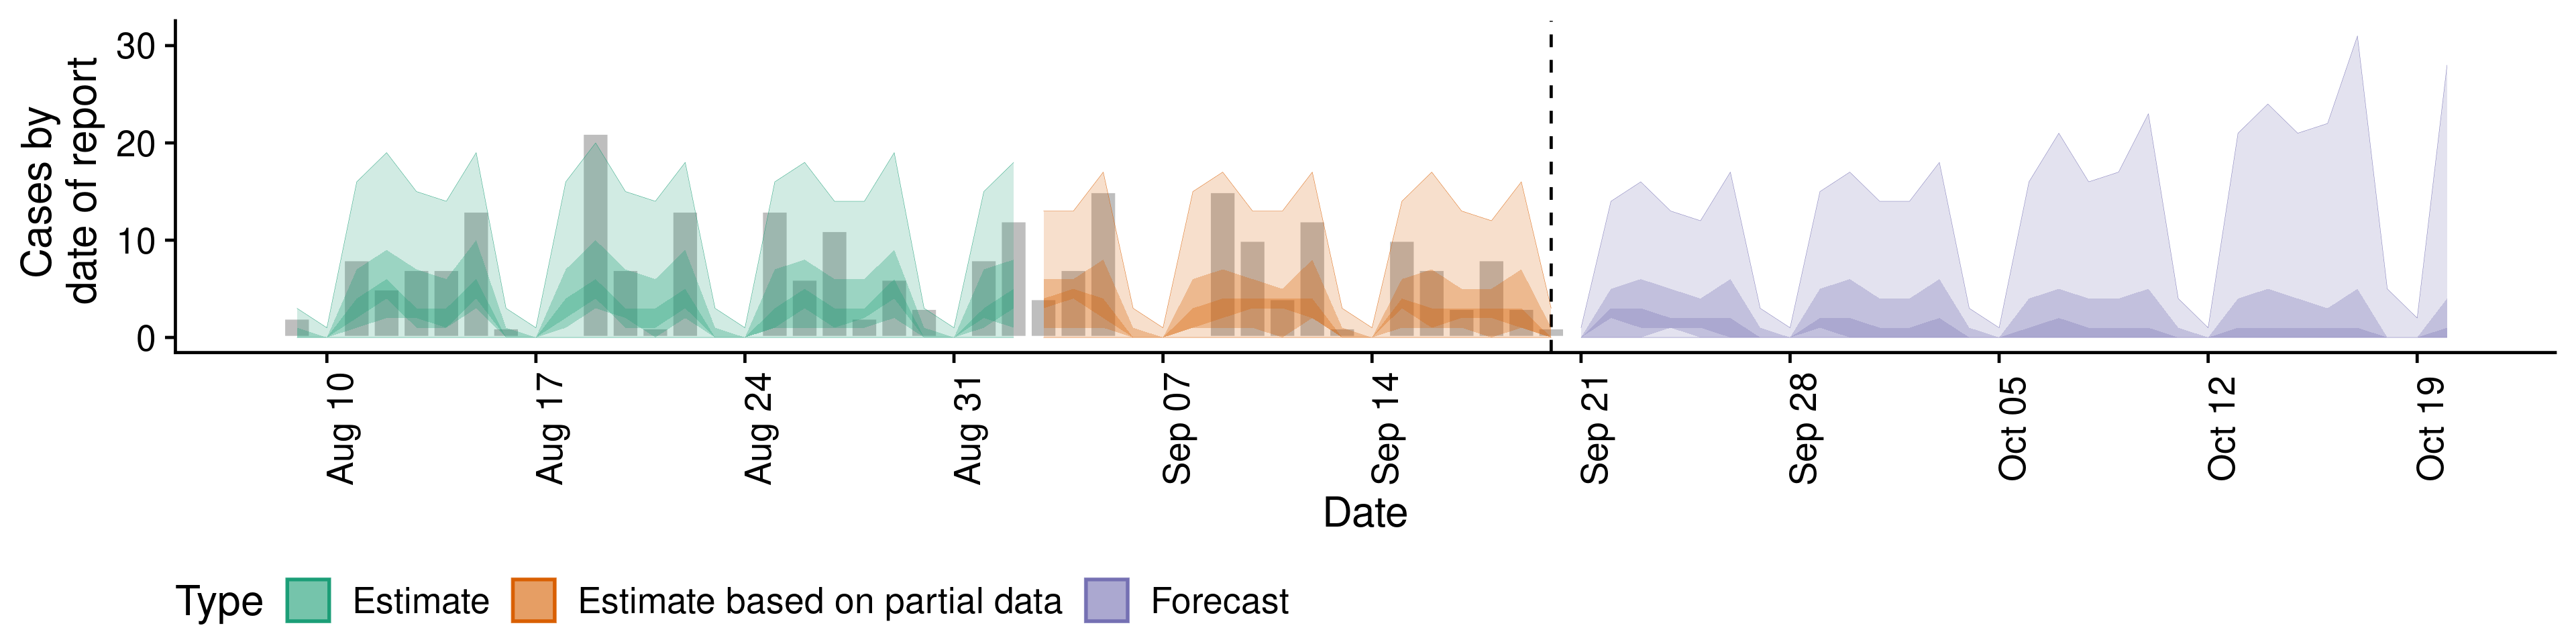 Cases by
date of report
30
20
10
0
Aug 10
Aug 17
Aug 24
Aug 31
Sep 07
Sep 14
Sep 21
Sep 28
Oct 05
Oct 12
Oct 19
Date
Type
Estimate
Estimate based on partial data
Forecast